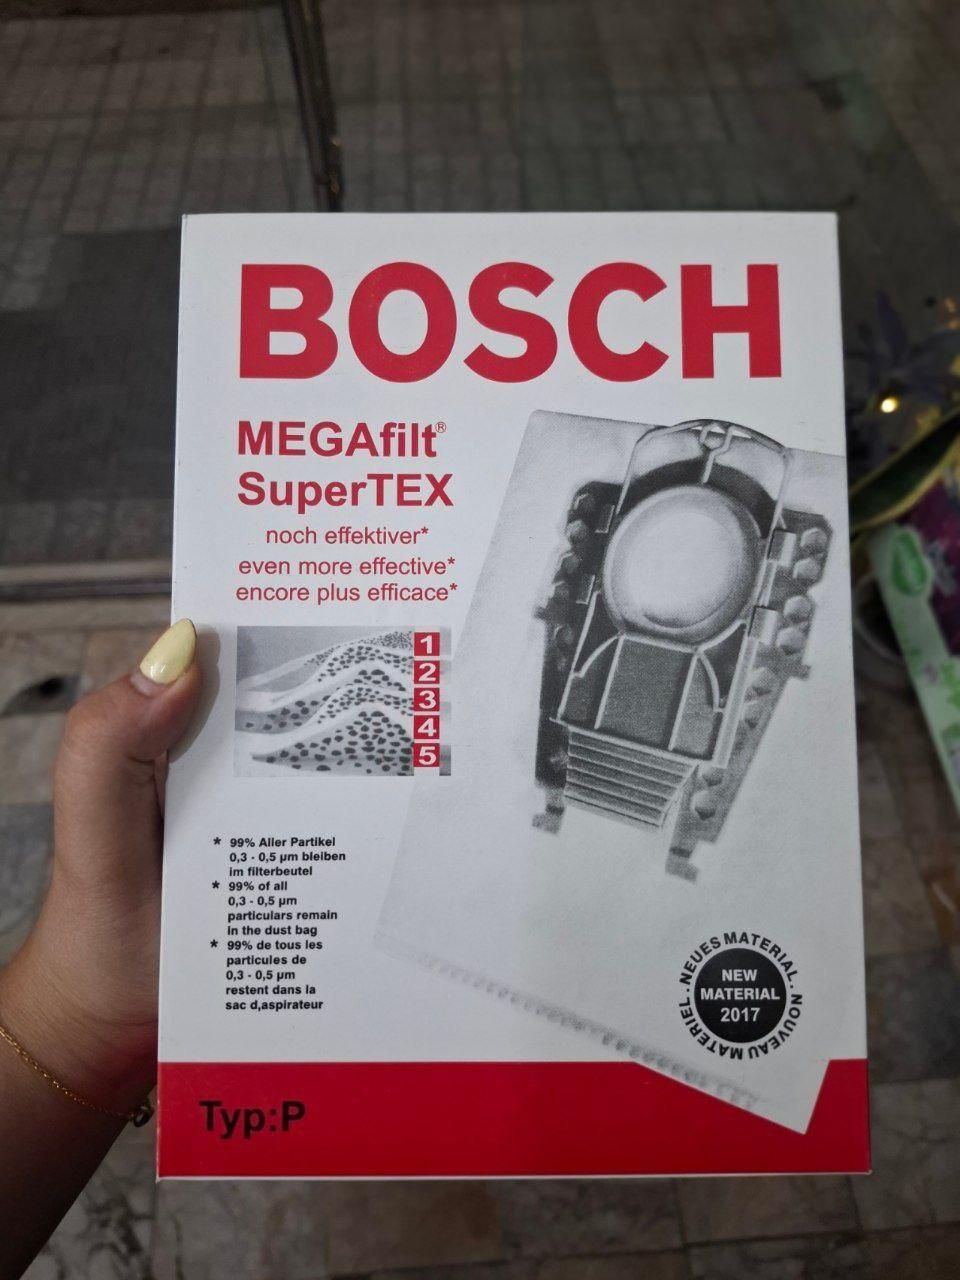 BOSCH
MEGAfilt®
SuperTEX
noch effektiver*
even more effective*
encore plus efficace*
1
2
3
4
5
* 99% Aller Partikel
0,3 - 0,5 µm bleiben
im filterbeutel
* 99% of all
0,3 - 0,5 µm
particulars remain
in the dust bag
* 99% de tous les
particules de
0,3 - 0,5 µm
restent dans la
sac d,aspirateur
NEUES MATERIAL . NOUVEAU MATERIEL .
NEW
MATERIAL
2017
Typ:P